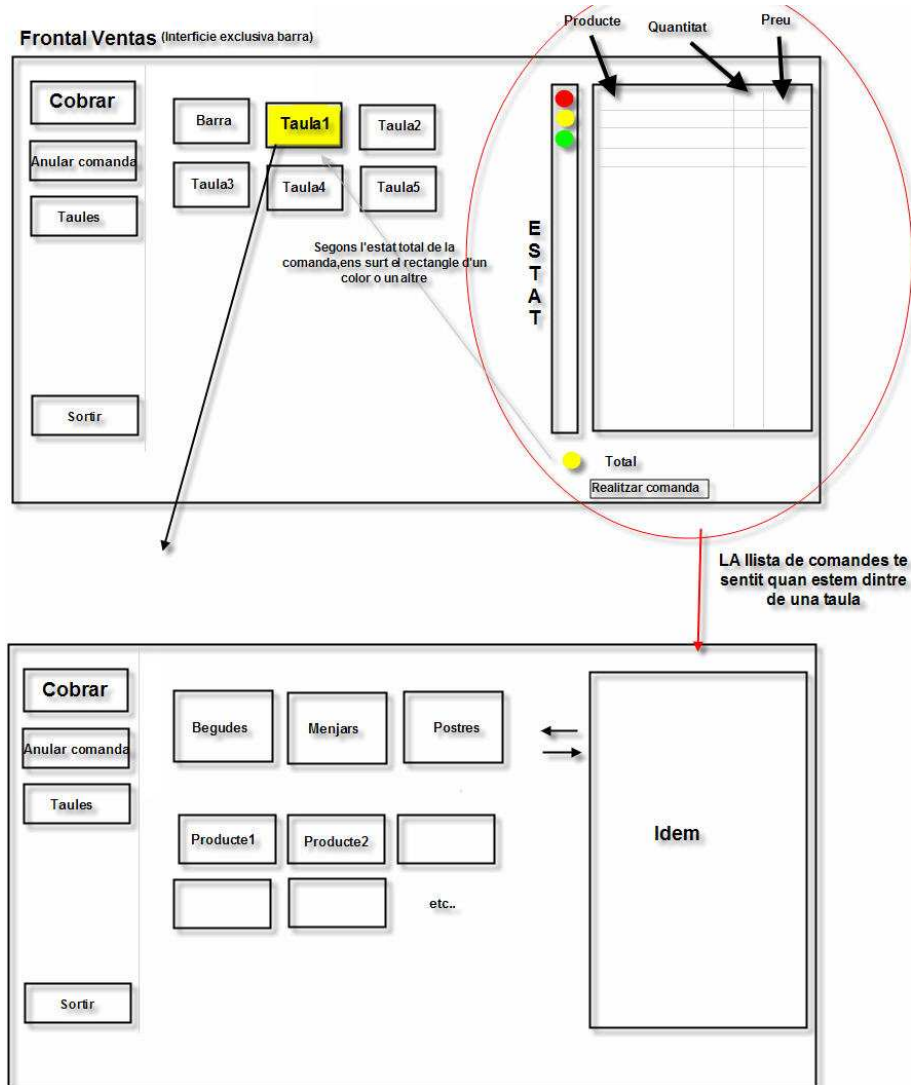 Producte
Quantitat
Preu
Frontal Ventas (Interfície exclusiva barra)
Cobrar
Anular comanda
Taules
Sortir
Barra
Taula1
Taula2
Taula3
Taula4
Taula5
Segons l'estat total de la
comanda,ens surt el rectangle d'un
color o un altre
E
S
T
A
T
Total
Realitzar comanda
LA llista de comandes te
sentit quan estem dintre
de una taula
Cobrar
Anular comanda
Taules
Sortir
Begudes
Menjars
Postres
Producte1
Producte2
etc..
Idem